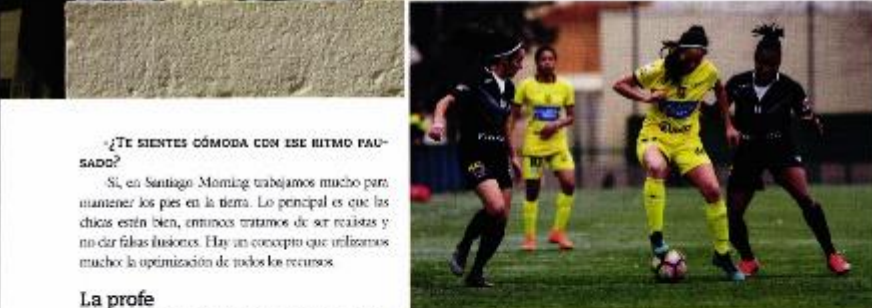 -¿TE SIENTES CÓMODA CON ESE RITMO PAU-
SADO?
Sí, en Santiago Morning trabajamos mucho para
mantener los pies en la tierra. Lo principal es que las
chicas estén bien, entonces tratamos de ser realistas y
no dar falsas ilusiones. Hay un concepto que utilizamos
mucho: la optimización de todos los recursos.
La profe
10